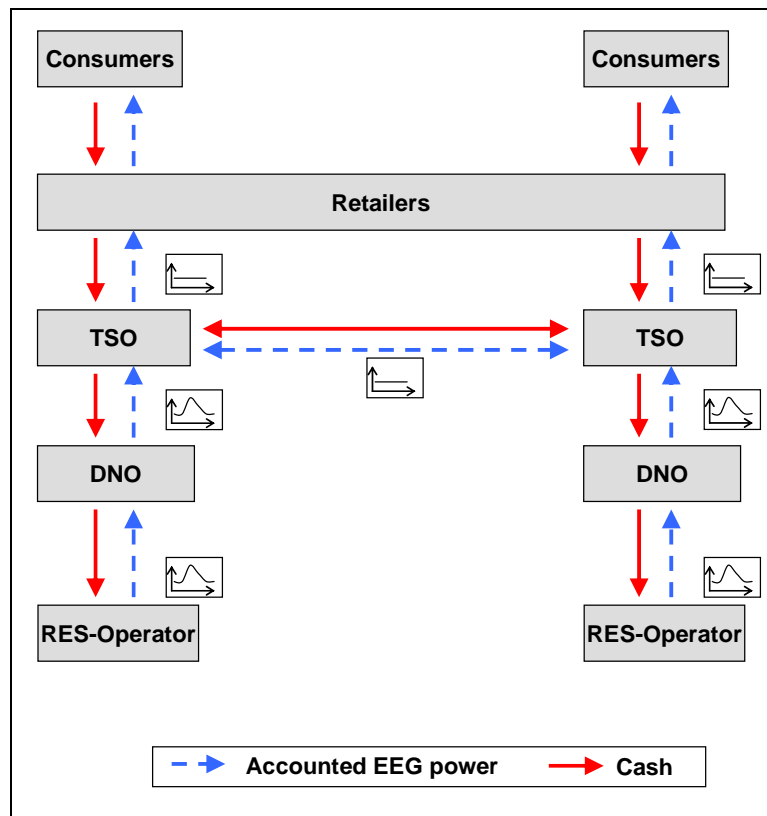 Consumers Consumers
Retailers
TSO TSO
DNO DNO
RES-Operator RES-Operator
Accounted EEG power Cash